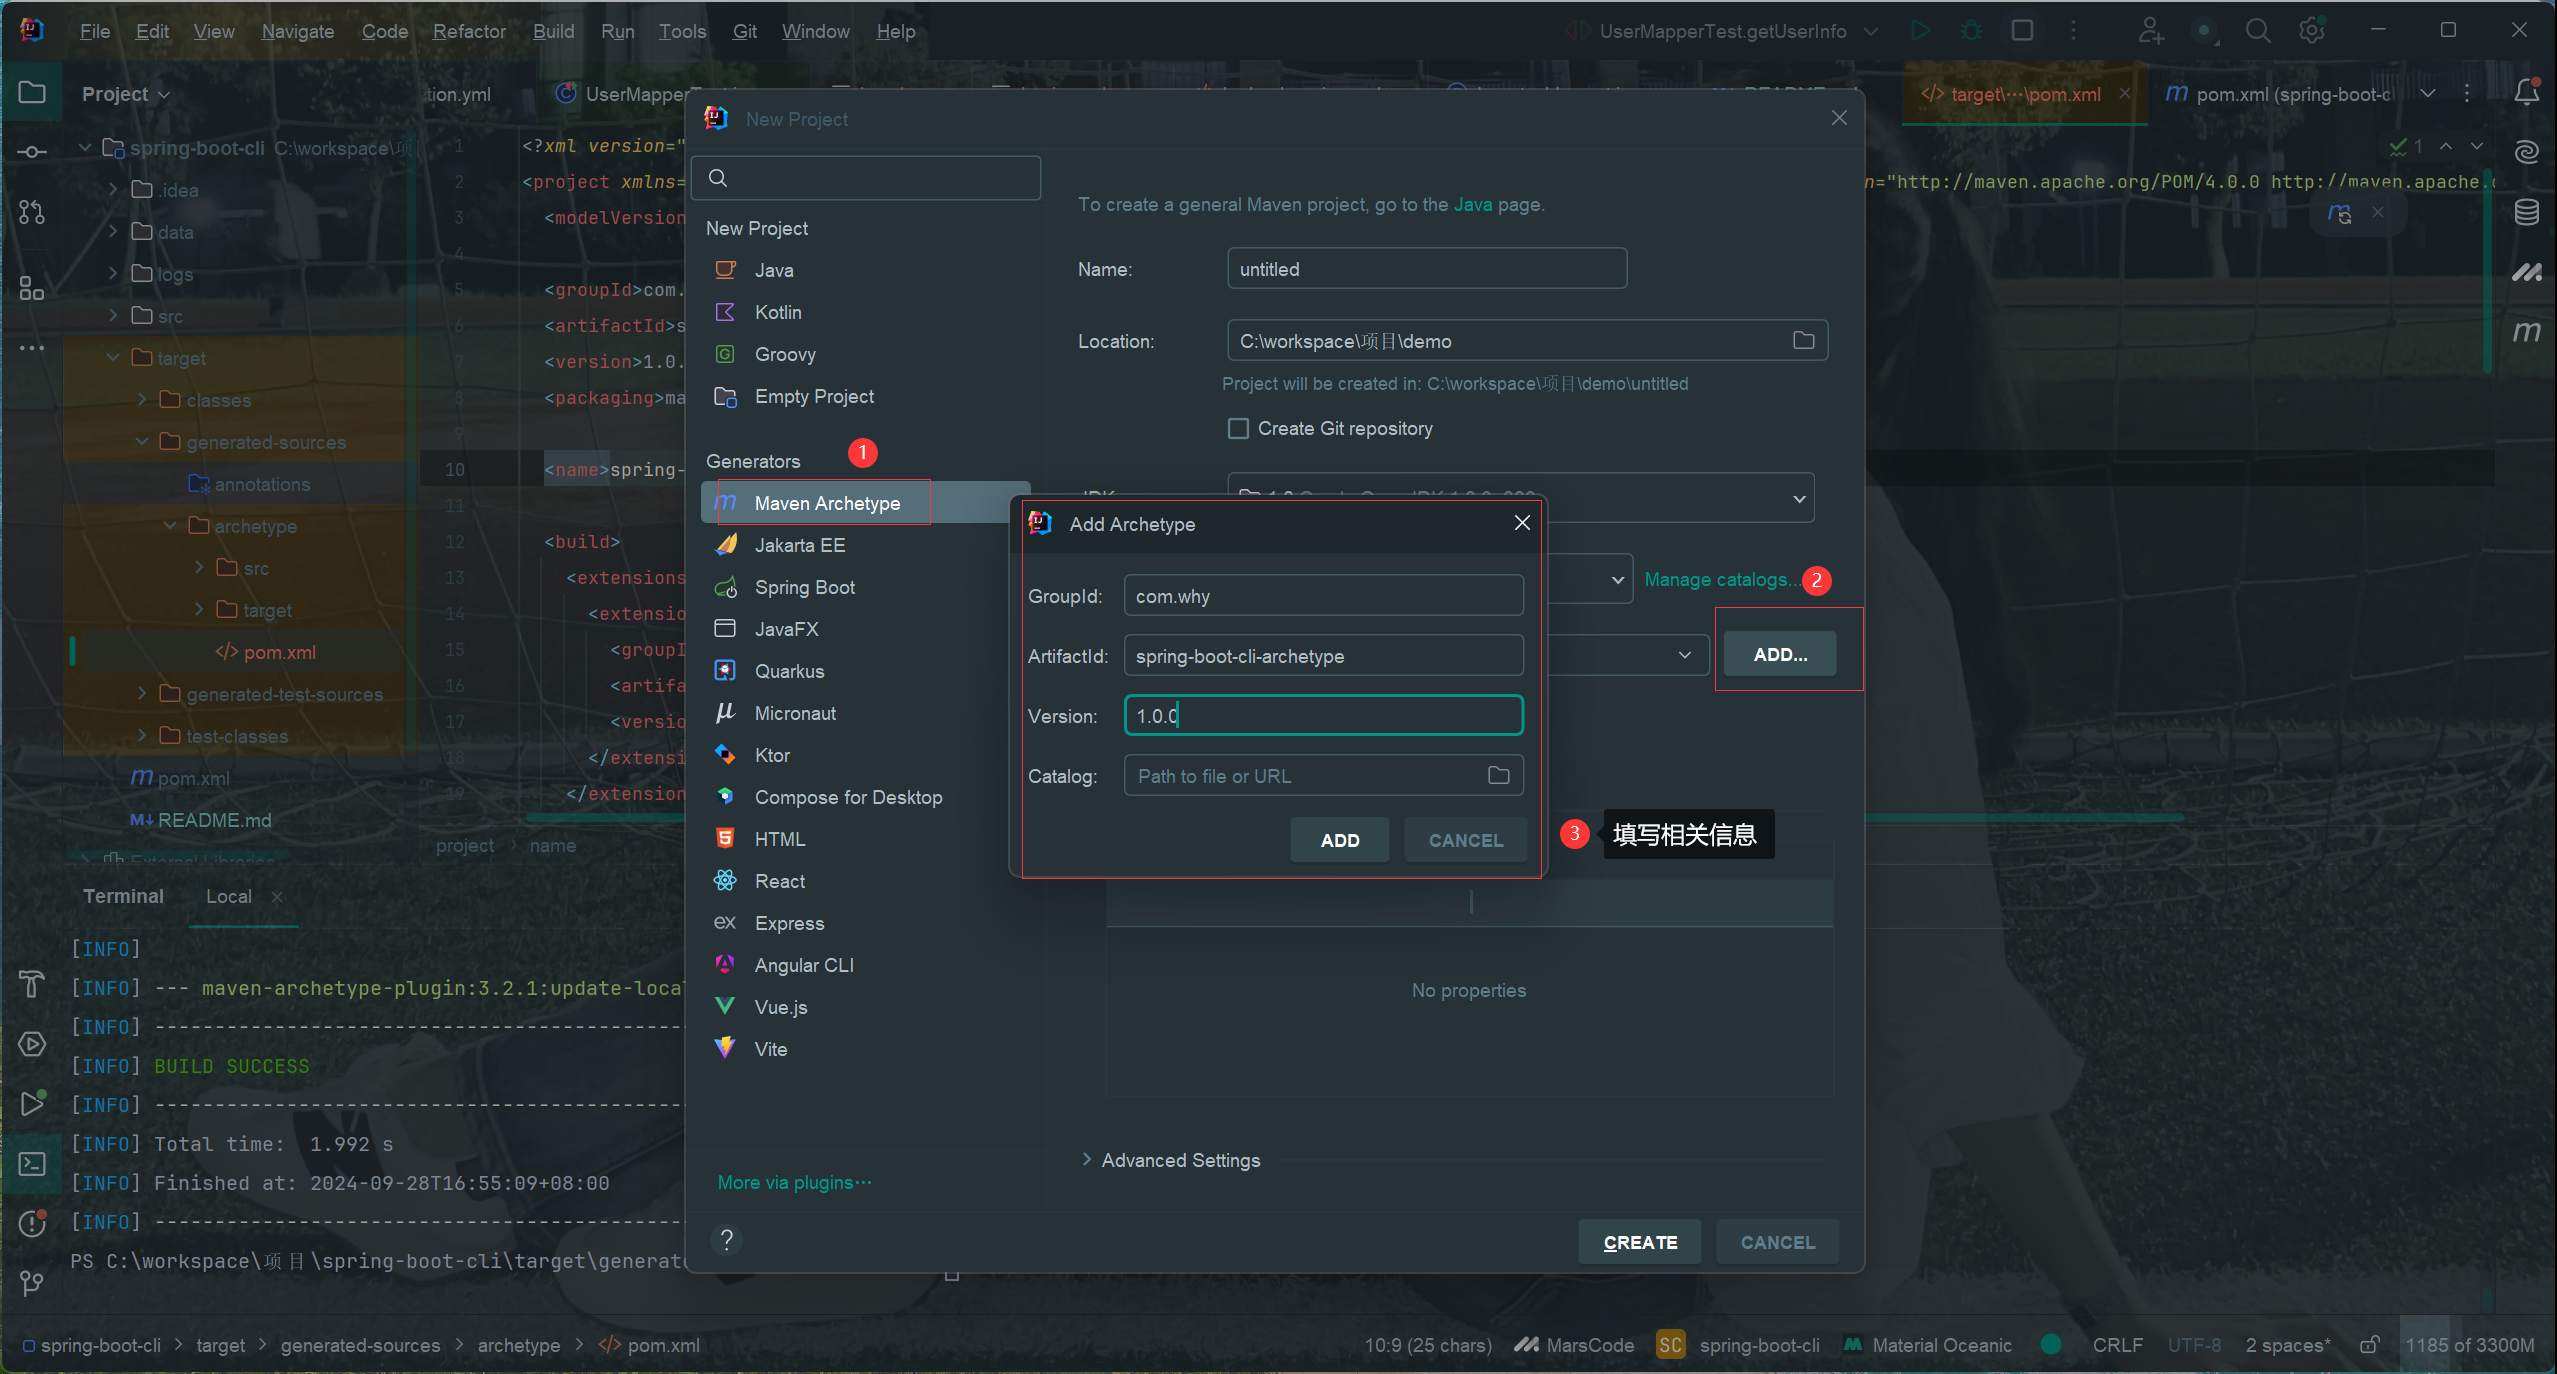 File Edit View Navigate Code Refactor Build Run Tools Git Window Help
UserMapperTest.getUserInfo
Project
tion.yml
target\…\pom.xml
pom.xml (spring-boot-cl
spring-boot-cli C:\workspace\项
.idea
data
logs
src
target
classes
generated-sources
annotations
archetype
src
target
pom.xml
generated-test-sources
test-classes
pom.xml
README.md
External Libraries
1 <?xml version="
2 <project xmlns=
n="http://maven.apache.org/POM/4.0.0 http://maven.apache.
1
3 <modelVersion
4
5 <groupId>com.
6 <artifactId>s
7 <version>1.0.
8 <packaging>ma
9
10 <name>spring-
11
12 <build>
13 <extensions
14 <extensio
15 <groupI
16 <artifa
17 <versio
18 </extensi
19 </extension
project > name
New Project
New Project
Java
Kotlin
Groovy
Empty Project
Generators
1
Maven Archetype
Jakarta EE
Spring Boot
JavaFX
Quarkus
Micronaut
Ktor
Compose for Desktop
HTML
React
Express
Angular CLI
Vue.js
Vite
More via plugins…
To create a general Maven project, go to the Java page.
Name: untitled
Location: C:\workspace\项目\demo
Project will be created in: C:\workspace\项目\demo\untitled
Create Git repository
Manage catalogs...
2
ADD...
Add Archetype
GroupId: com.why
ArtifactId: spring-boot-cli-archetype
Version: 1.0.0
Catalog: Path to file or URL
ADD CANCEL
3 填写相关信息
No properties
Advanced Settings
? CREATE CANCEL
Terminal Local
[INFO]
[INFO] --- maven-archetype-plugin:3.2.1:update-loca
[INFO] ---------------------------------------------
[INFO] BUILD SUCCESS
[INFO] ---------------------------------------------
[INFO] Total time:  1.992 s
[INFO] Finished at: 2024-09-28T16:55:09+08:00
[INFO] ---------------------------------------------
PS C:\workspace\项目\spring-boot-cli\target\generate
spring-boot-cli > target > generated-sources > archetype > pom.xml
10:9 (25 chars) MarsCode SC spring-boot-cli Material Oceanic CRLF UTF-8 2 spaces* 1185 of 3300M